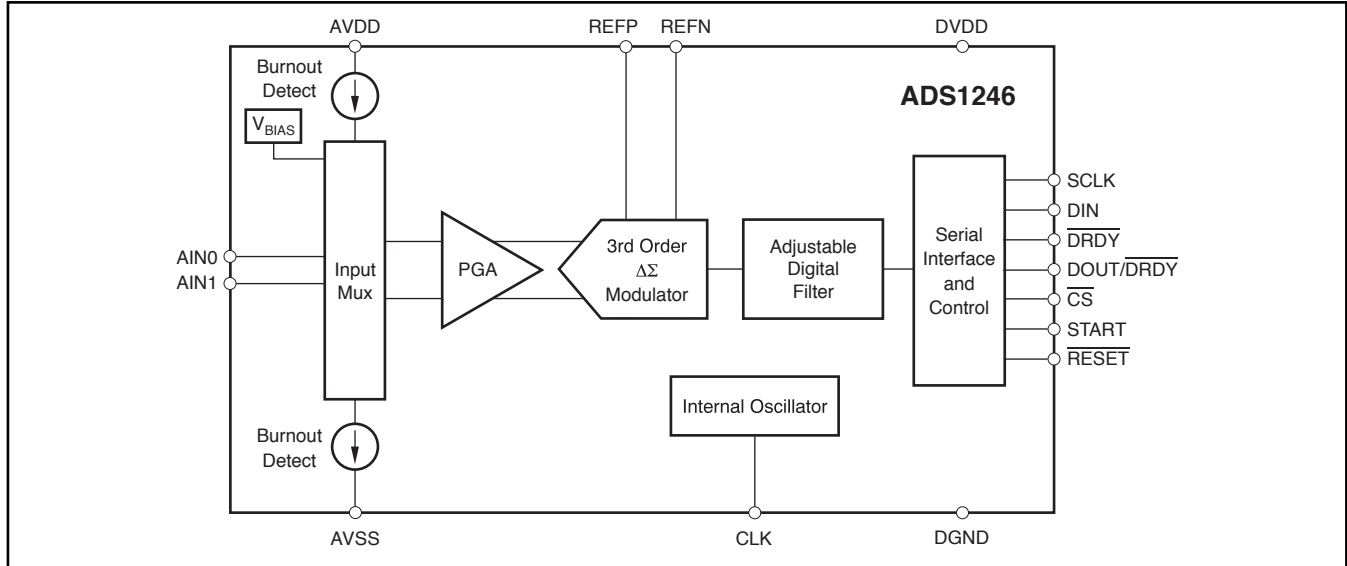 AVDD REFP REFN DVDD
Burnout
Detect
ADS1246
VBIAS
SCLK
DIN
DRDY
DOUT/DRDY
CS
START
RESET
AIN0
AIN1
Input
Mux
PGA
3rd Order
ΔΣ
Modulator
Adjustable
Digital
Filter
Serial
Interface
and
Control
Internal Oscillator
Burnout
Detect
AVSS CLK DGND